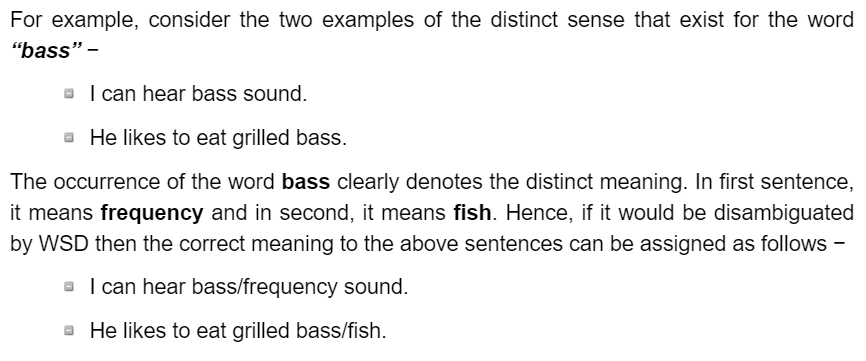 For example, consider the two examples of the distinct sense that exist for the word
“bass” −
I can hear bass sound.
He likes to eat grilled bass.
The occurrence of the word bass clearly denotes the distinct meaning. In first sentence,
it means frequency and in second, it means fish. Hence, if it would be disambiguated
by WSD then the correct meaning to the above sentences can be assigned as follows −
I can hear bass/frequency sound.
He likes to eat grilled bass/fish.